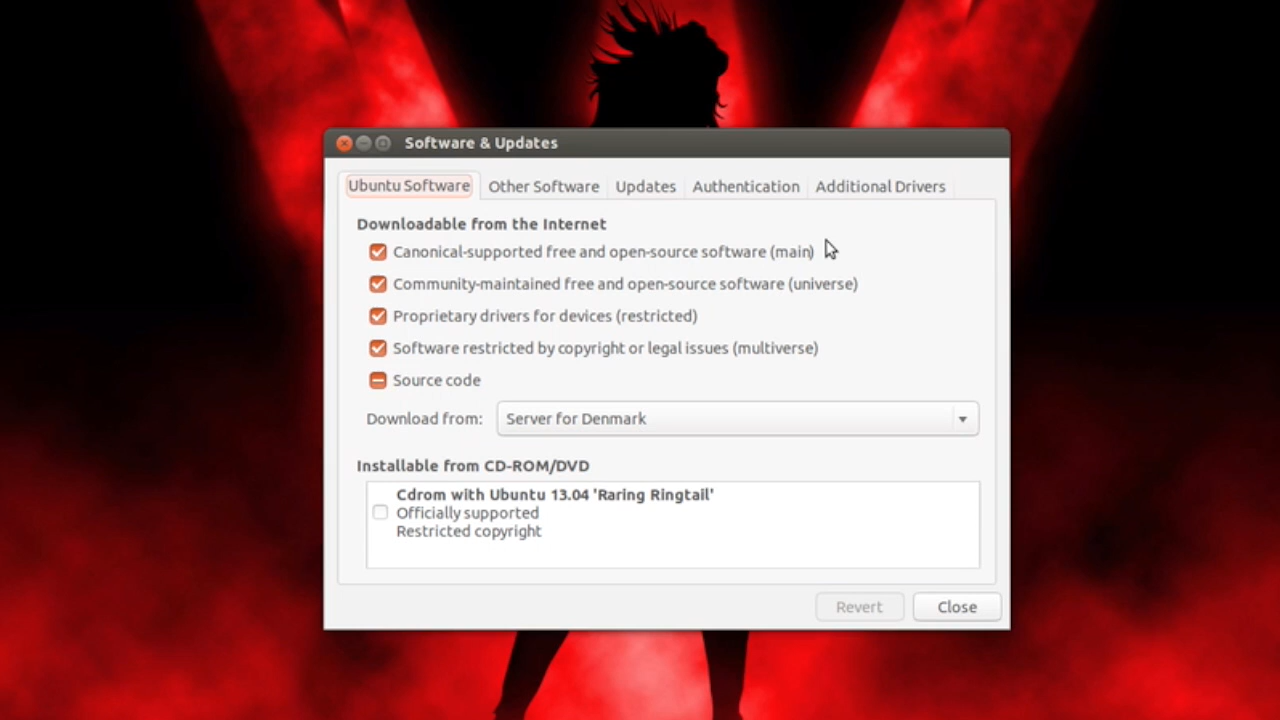 Software & Updates
Ubuntu Software Other Software Updates Authentication Additional Drivers
Downloadable from the Internet
Canonical-supported free and open-source software (main)
Community-maintained free and open-source software (universe)
Proprietary drivers for devices (restricted)
Software restricted by copyright or legal issues (multiverse)
Source code
Download from: Server for Denmark
Installable from CD-ROM/DVD
Cdrom with Ubuntu 13.04 'Raring Ringtail'
Officially supported
Restricted copyright
Revert Close